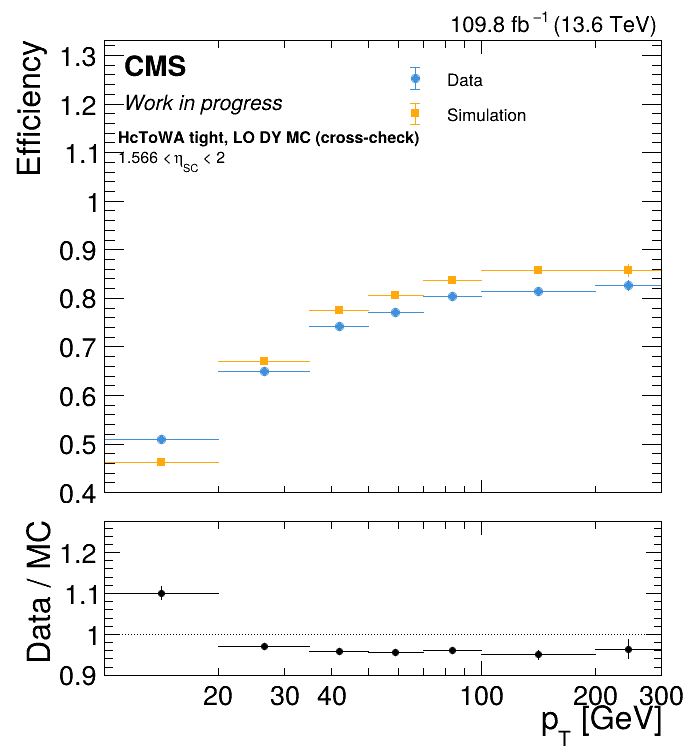 109.8 fb⁻¹ (13.6 TeV)
Efficiency
CMS
Work in progress
HcToWA tight, LO DY MC (cross-check)
1.566 < ηSC < 2
Data
Simulation
1.3
1.2
1.1
1
0.9
0.8
0.7
0.6
0.5
0.4
Data / MC
1.2
1.1
1
0.9
20 30 40 100 200 300
pT [GeV]